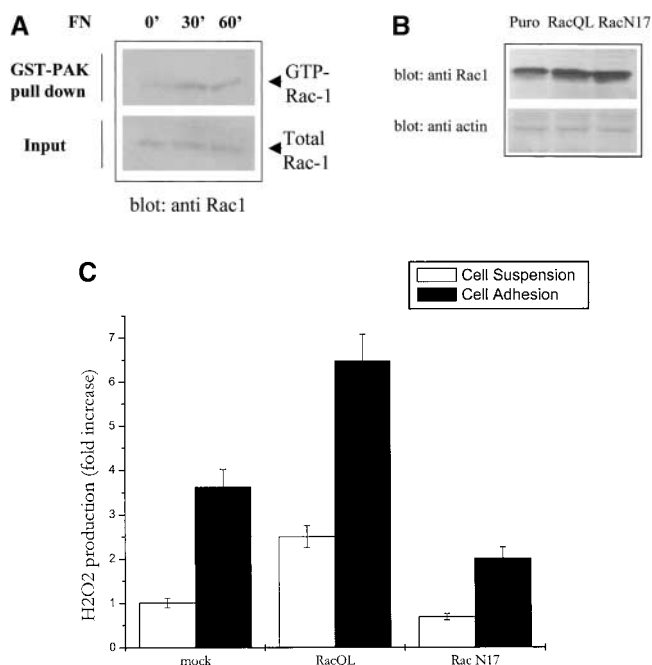 A
FN 0' 30' 60'
GST-PAK
pull down
GTP-
Rac-1
Input
Total
Rac-1
blot: anti Rac1
B
Puro RacQL RacN17
blot: anti Rac1
blot: anti actin
C
Cell Suspension
Cell Adhesion
H2O2 production (fold increase)
7
6
5
4
3
2
1
0
mock RacQL Rac N17